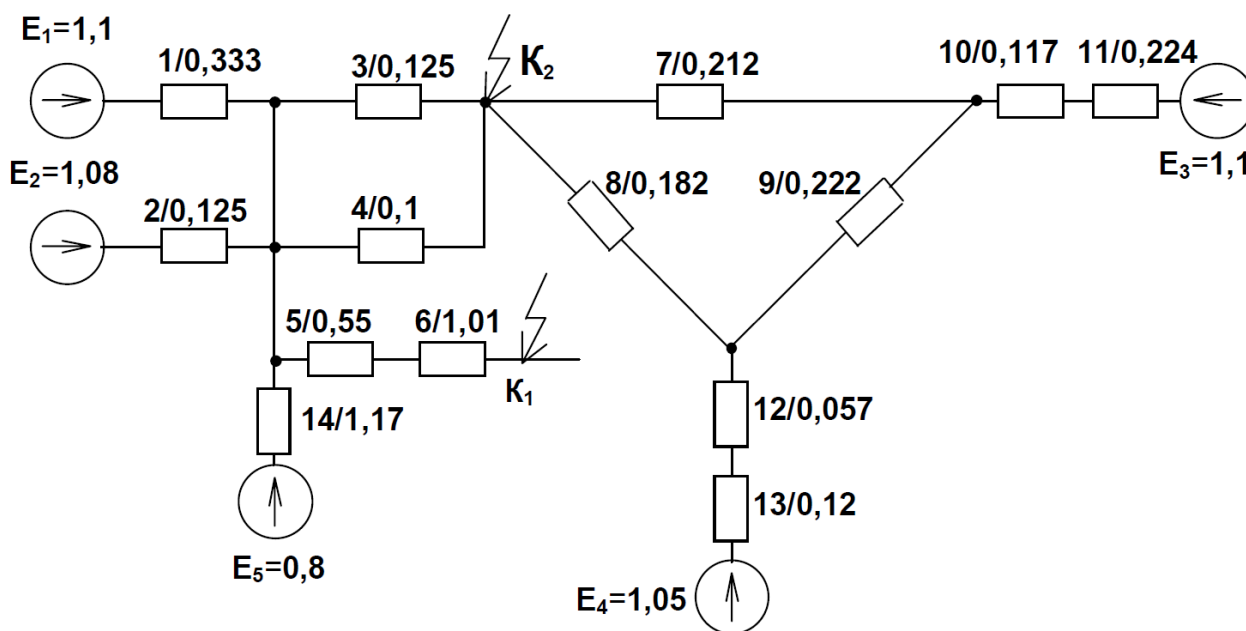 E₁=1,1
1/0,333
3/0,125
К₂
7/0,212
10/0,117
11/0,224
E₂=1,08
2/0,125
4/0,1
8/0,182
9/0,222
E₃=1,1
5/0,55
6/1,01
К₁
14/1,17
12/0,057
13/0,12
E₅=0,8
E₄=1,05